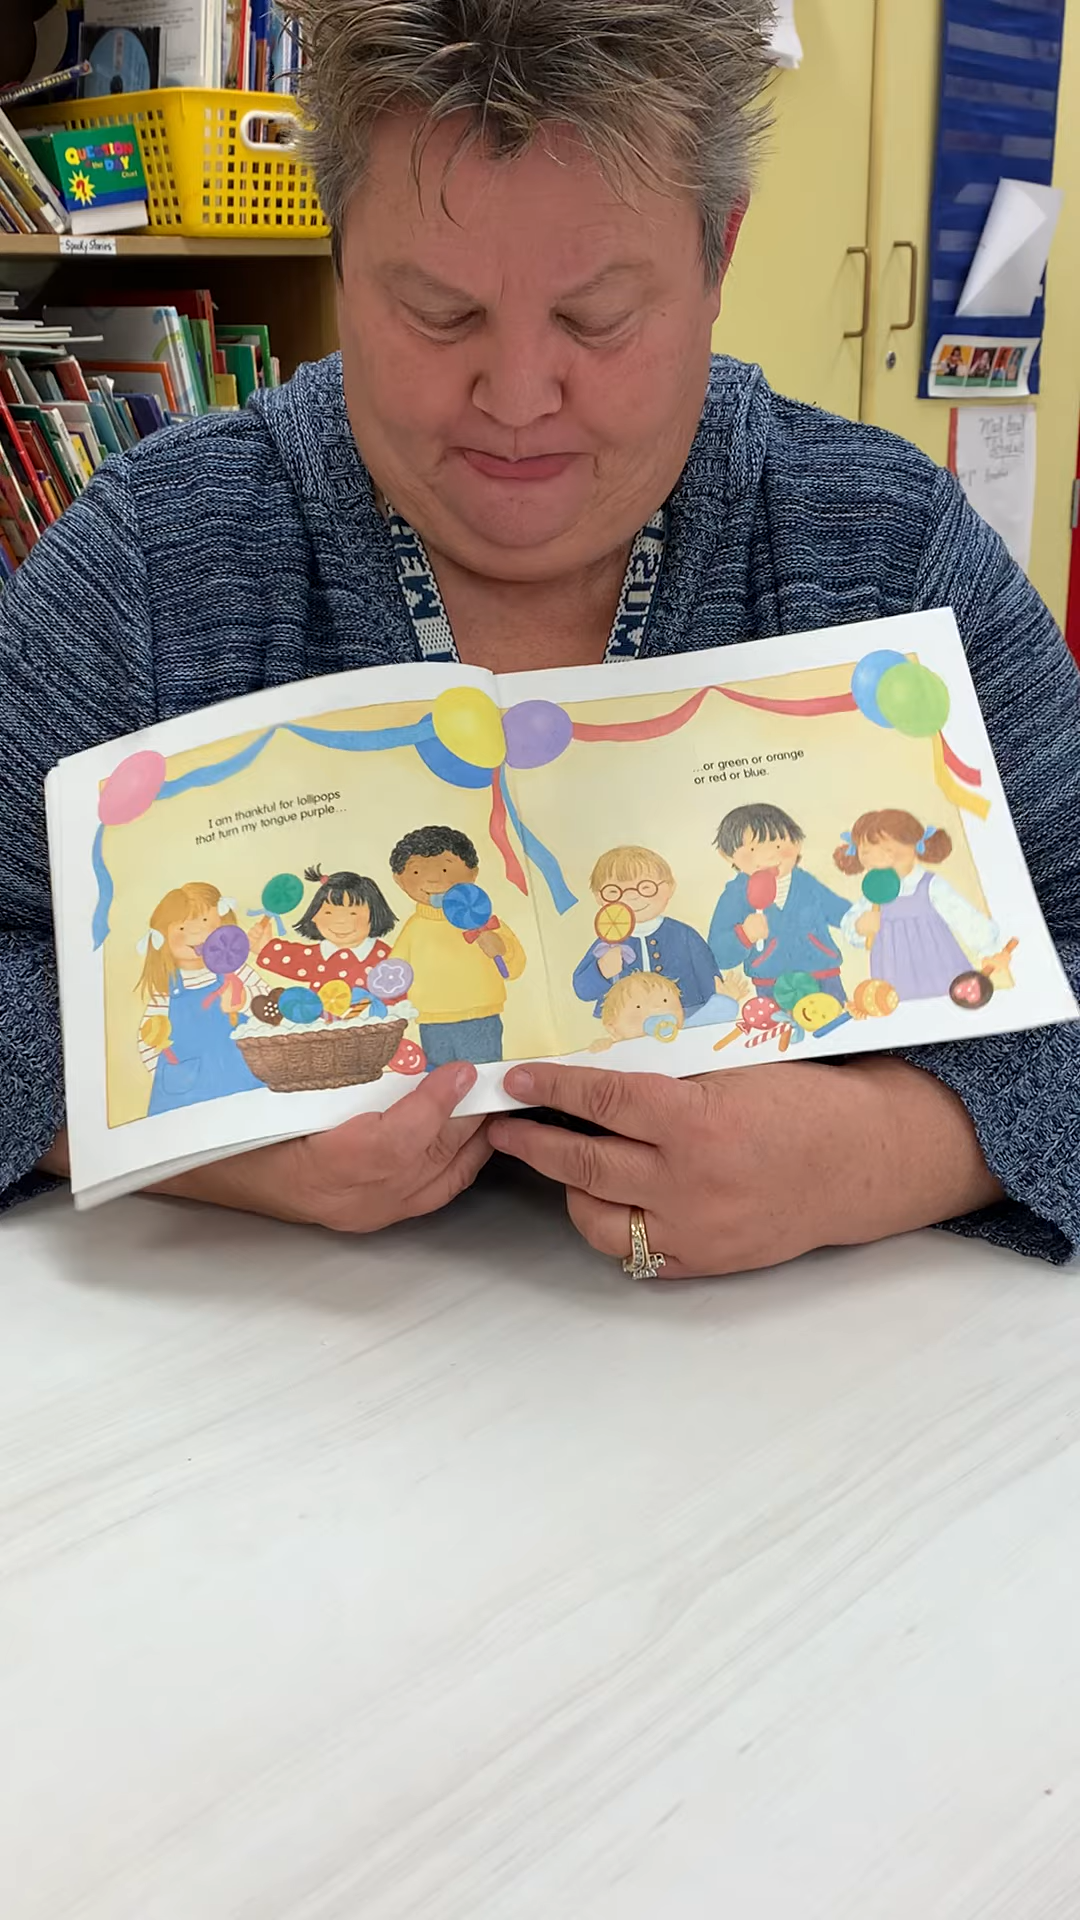 QUESTION
of the DAY
Chart
Spooky Stories
I am thankful for lollipops
that turn my tongue purple...
...or green or orange
or red or blue.